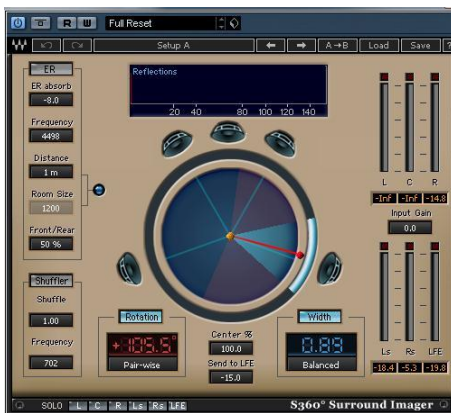 R W Full Reset
Setup A A→B Load Save ?
ER
ER absorb
-8.0
Frequency
4498
Distance
1 m
Room Size
1200
Front/Rear
50 %
Shuffler
Shuffle
1.00
Frequency
702
Reflections
20 40 80 100 120 140
Rotation
+105.5°
Pair-wise
Center %
100.0
Send to LFE
-15.0
Width
0.89
Balanced
L C R
-Inf -Inf -14.8
Input Gain
0.0
Ls Rs LFE
-18.4 -5.3 -19.8
SOLO L C R Ls Rs LFE
S360° Surround Imager